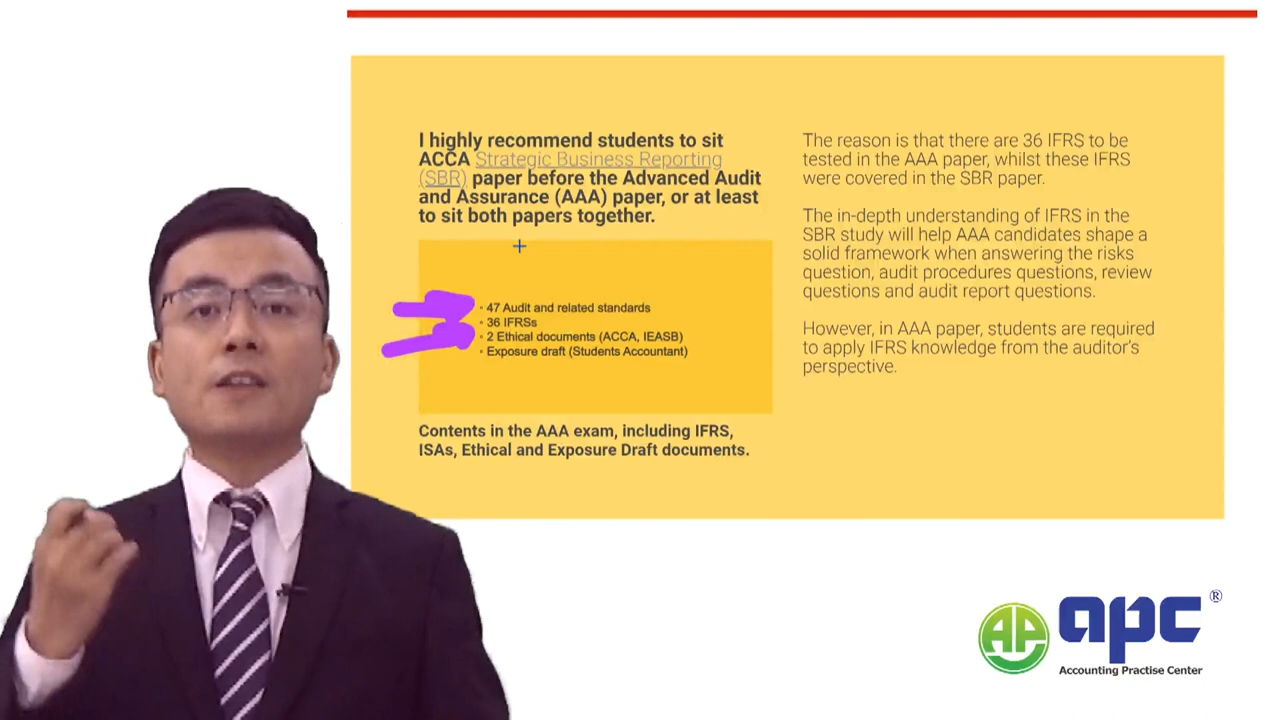 I highly recommend students to sit
ACCA Strategic Business Reporting
(SBR) paper before the Advanced Audit
and Assurance (AAA) paper, or at least
to sit both papers together.
· 47 Audit and related standards
· 36 IFRSs
· 2 Ethical documents (ACCA, IEASB)
· Exposure draft (Students Accountant)
Contents in the AAA exam, including IFRS,
ISAs, Ethical and Exposure Draft documents.
The reason is that there are 36 IFRS to be
tested in the AAA paper, whilst these IFRS
were covered in the SBR paper.
The in-depth understanding of IFRS in the
SBR study will help AAA candidates shape a
solid framework when answering the risks
question, audit procedures questions, review
questions and audit report questions.
However, in AAA paper, students are required
to apply IFRS knowledge from the auditor's
perspective.
AP
apc ®
Accounting Practise Center